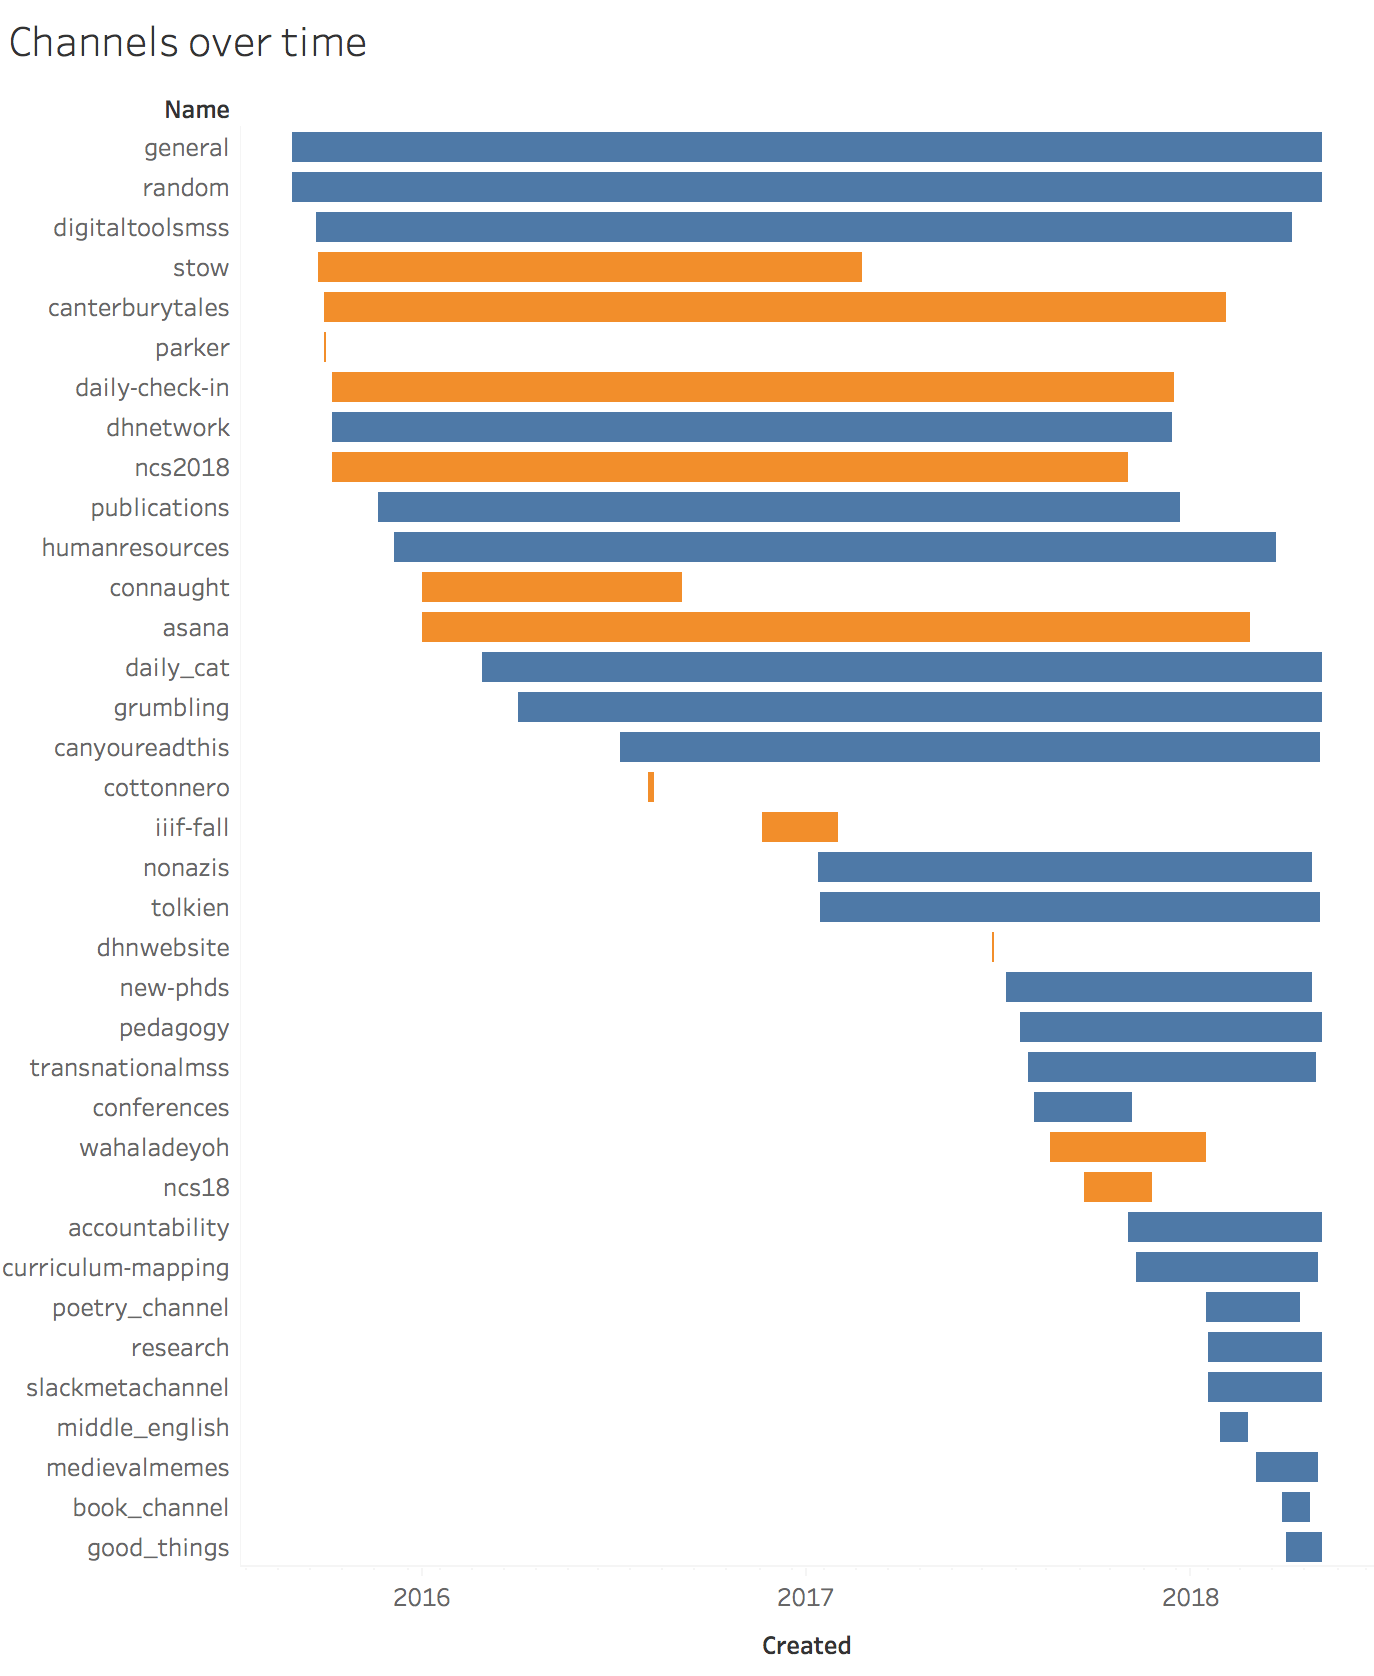 Channels over time
Name
general
random
digitaltoolsmss
stow
canterburytales
parker
daily-check-in
dhnetwork
ncs2018
publications
humanresources
connaught
asana
daily_cat
grumbling
canyoureadthis
cottonnero
iiif-fall
nonazis
tolkien
dhnwebsite
new-phds
pedagogy
transnationalmss
conferences
wahaladeyoh
ncs18
accountability
curriculum-mapping
poetry_channel
research
slackmetachannel
middle_english
medievalmemes
book_channel
good_things
2016 2017 2018
Created